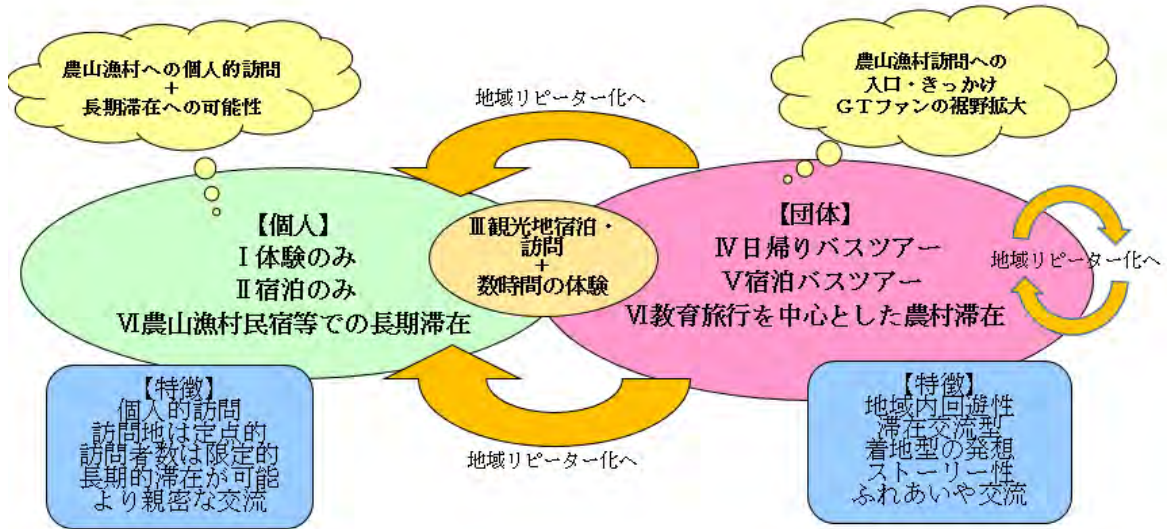 農山漁村への個人的訪問
+
長期滞在への可能性
農山漁村訪問への
入口・きっかけ
GTファンの裾野拡大
地域リピーター化へ
【個人】
Ⅰ体験のみ
Ⅱ宿泊のみ
Ⅵ農山漁村民宿等での長期滞在
Ⅲ観光地宿泊・
訪問
+
数時間の体験
【団体】
Ⅳ日帰りバスツアー
Ⅴ宿泊バスツアー
Ⅵ教育旅行を中心とした農村滞在
地域リピーター化へ
【特徴】
個人的訪問
訪問地は定点的
訪問者数は限定的
長期的滞在が可能
より親密な交流
地域リピーター化へ
【特徴】
地域内回遊性
滞在交流型
着地型の発想
ストーリー性
ふれあいや交流